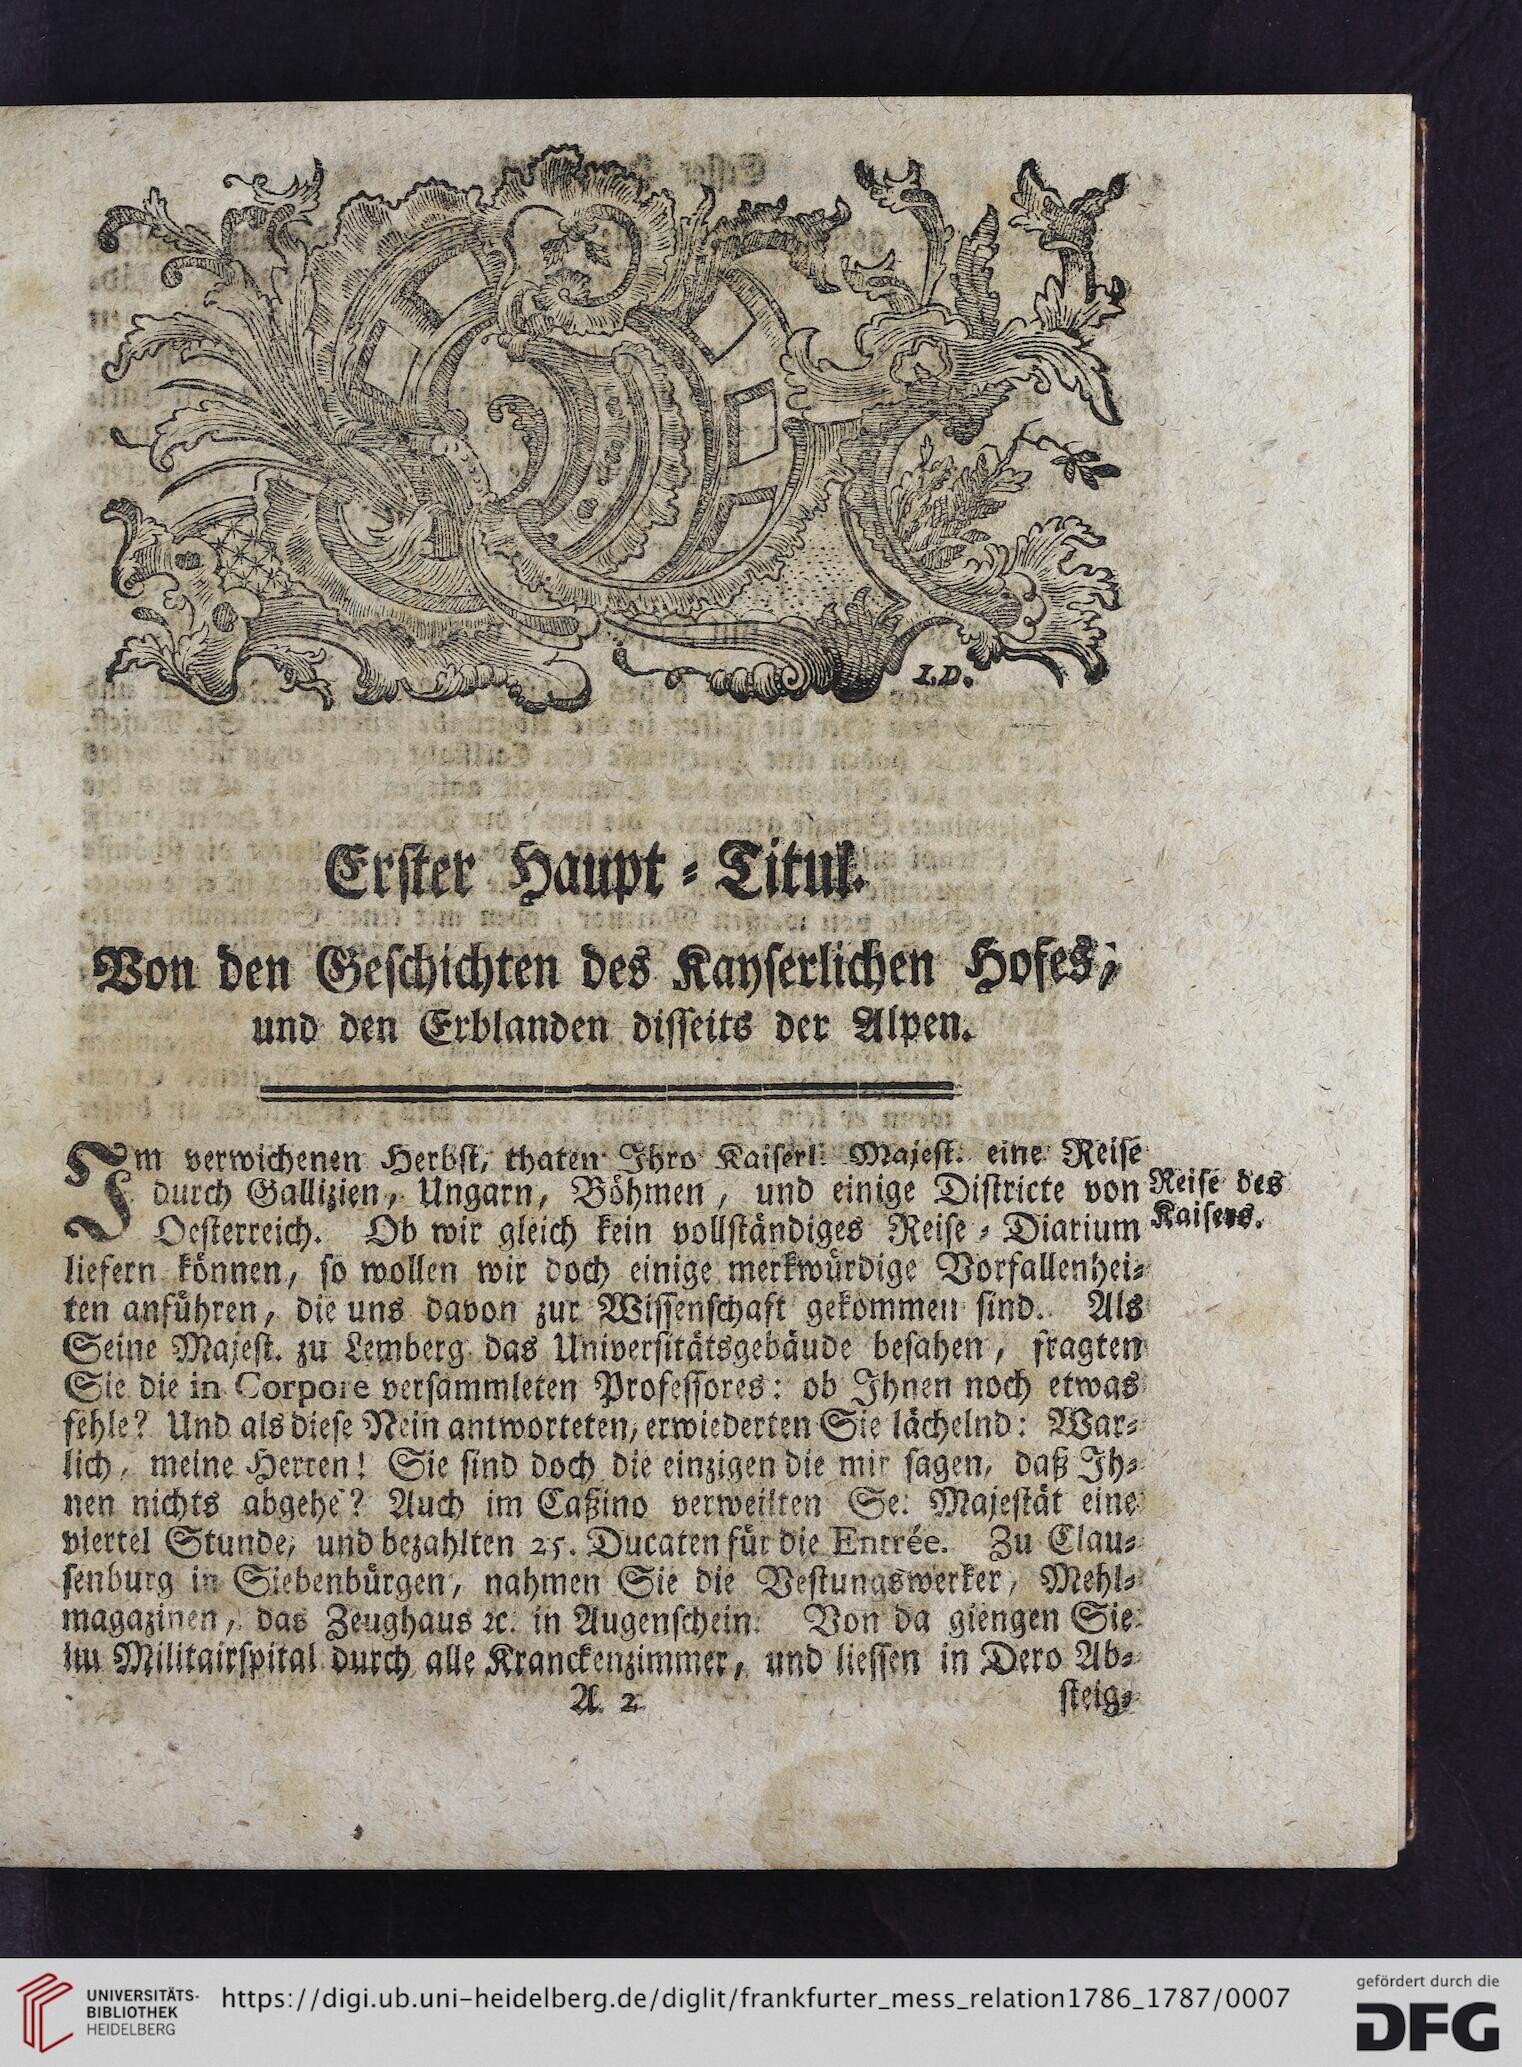 I.D.
Erster Haupt⸗Titul.
Von den Geschichten des Kayserlichen Hofes,
und den Erblanden disseits der Alpen.
Im verwichenen Herbst, thaten Ihro Kaiserl. Majest. eine Reise
durch Gallizien, Ungarn, Böhmen, und einige Districte von
Reise des
Kaisers.
Oesterreich. Ob wir gleich kein vollständiges Reise⸗Diarium
liefern können, so wollen wir doch einige merkwürdige Vorfallenhei⸗
ten anführen, die uns davon zur Wissenschaft gekommen sind. Als
Seine Majest. zu Lemberg das Universitätsgebäude besahen, fragten
Sie die in Corpore versammleten Professores: ob Ihnen noch etwas
fehle? Und als diese Nein antworteten, erwiederten Sie lächelnd: War⸗
lich, meine Herren! Sie sind doch die einzigen die mir sagen, daß Ih⸗
nen nichts abgehe? Auch im Caßino verweilten Se. Majestät eine
viertel Stunde, und bezahlten 25. Ducaten für die Entrée. Zu Clau⸗
senburg in Siebenbürgen, nahmen Sie die Vestungswerker, Mehl⸗
magazinen, das Zeughaus ꝛc. in Augenschein. Von da giengen Sie
im Militairspital durch alle Kranckenzimmer, und liessen in Dero Ab⸗
A 2
steig⸗
UNIVERSITÄTS-
BIBLIOTHEK
HEIDELBERG
https://digi.ub.uni-heidelberg.de/diglit/frankfurter_mess_relation1786_1787/0007
gefördert durch die
DFG